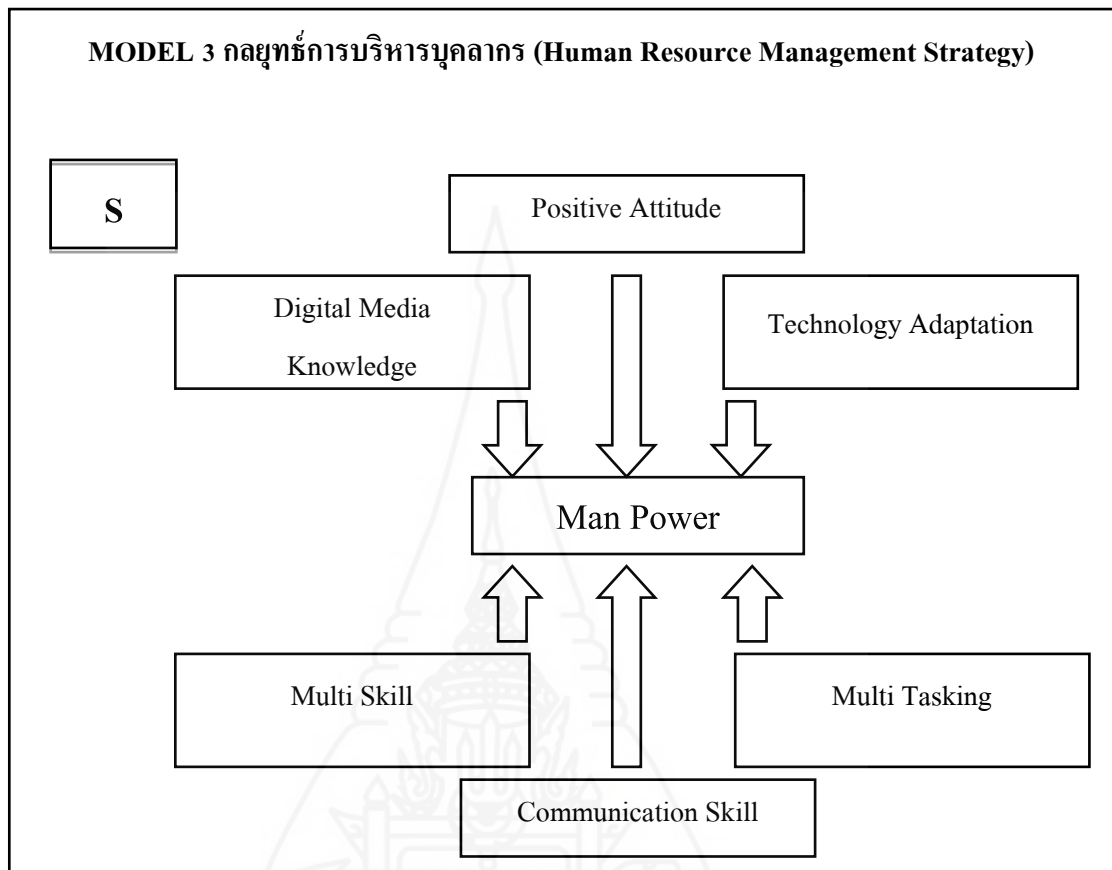 MODEL 3 กลยุทธ์การบริหารบุคลากร (Human Resource Management Strategy)
S
Positive Attitude
Digital Media
Knowledge
Technology Adaptation
Man Power
Multi Skill
Multi Tasking
Communication Skill